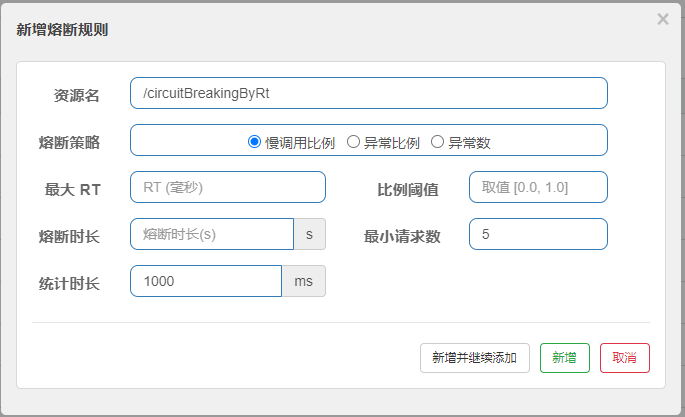 新增熔断规则
×
资源名 /circuitBreakingByRt
熔断策略 慢调用比例 异常比例 异常数
最大 RT RT (毫秒) 比例阈值 取值 [0.0, 1.0]
熔断时长 熔断时长(s) s 最小请求数 5
统计时长 1000 ms
新增并继续添加 新增 取消